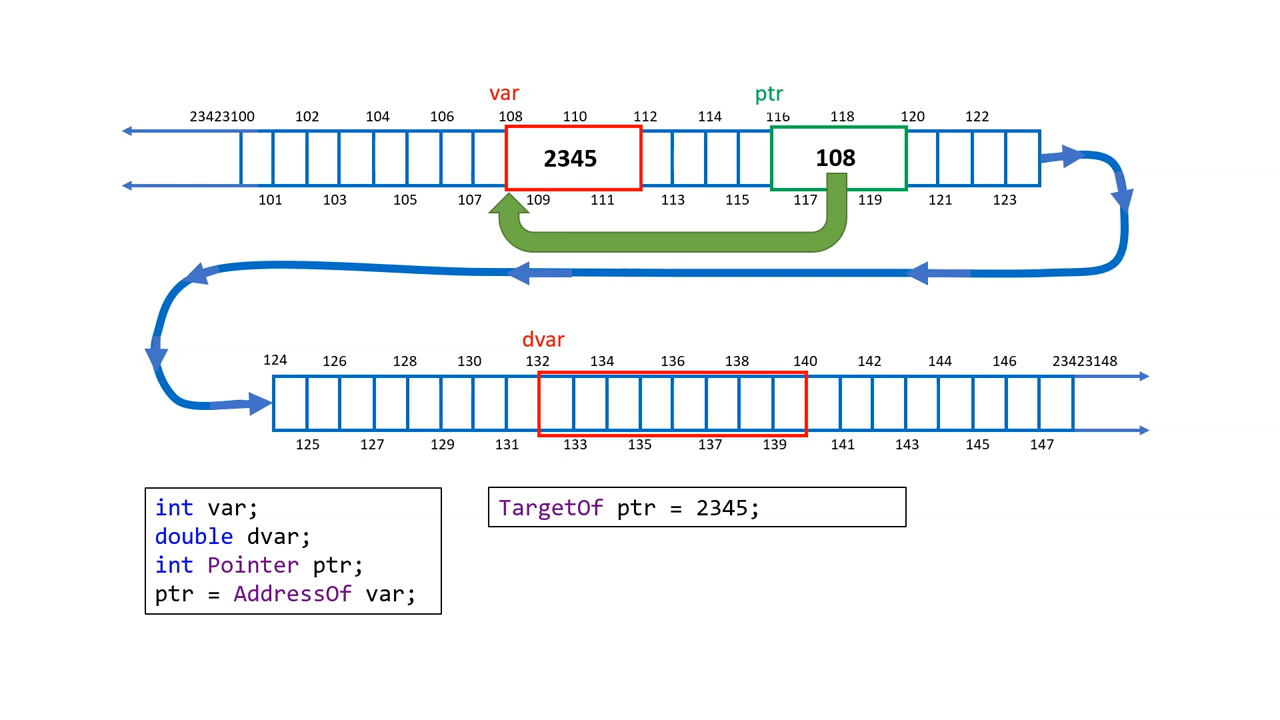 var ptr
23423100 102 104 106 108 110 112 114 116 118 120 122
2345 108
101 103 105 107 109 111 113 115 117 119 121 123
dvar
124 126 128 130 132 134 136 138 140 142 144 146 23423148
125 127 129 131 133 135 137 139 141 143 145 147
int var;
double dvar;
int Pointer ptr;
ptr = AddressOf var;
TargetOf ptr = 2345;